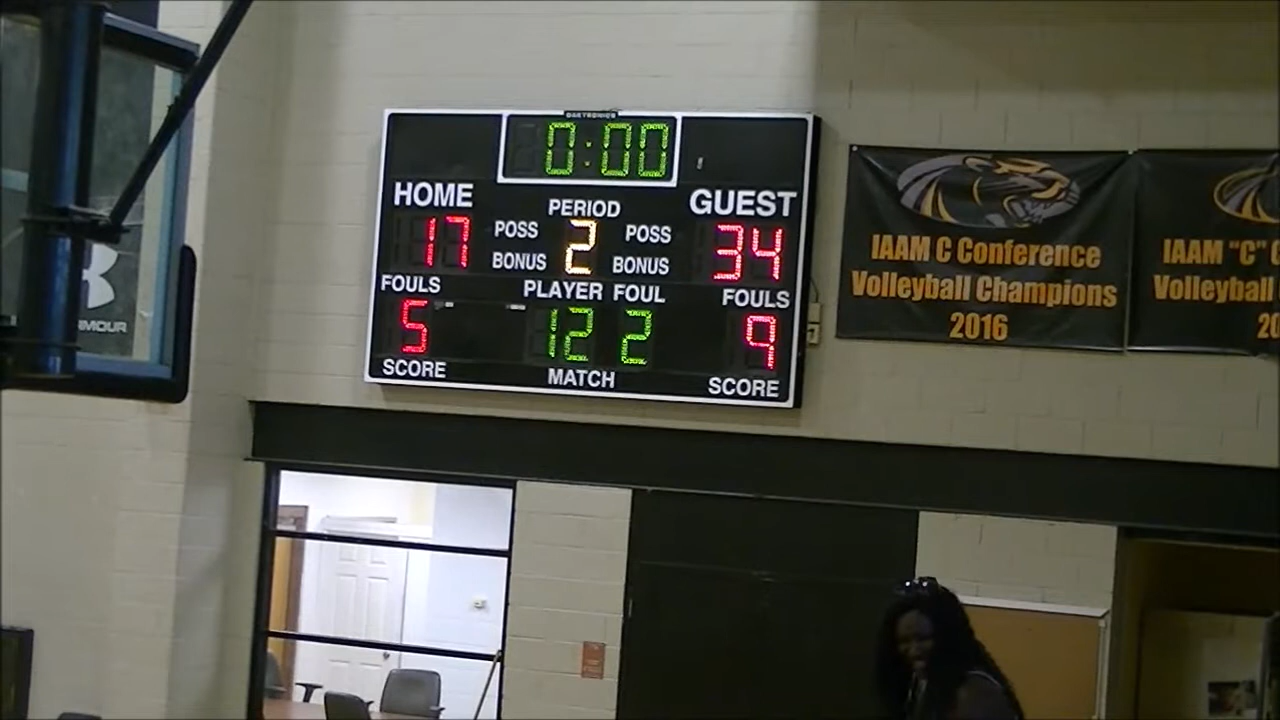 DAKTRONICS
0:00
HOME PERIOD GUEST
17 POSS 2 POSS 34
BONUS BONUS
FOULS PLAYER FOUL FOULS
5 12 2 9
SCORE MATCH SCORE
IAAM C Conference
Volleyball Champions
2016
IAAM "C"
Volleyball